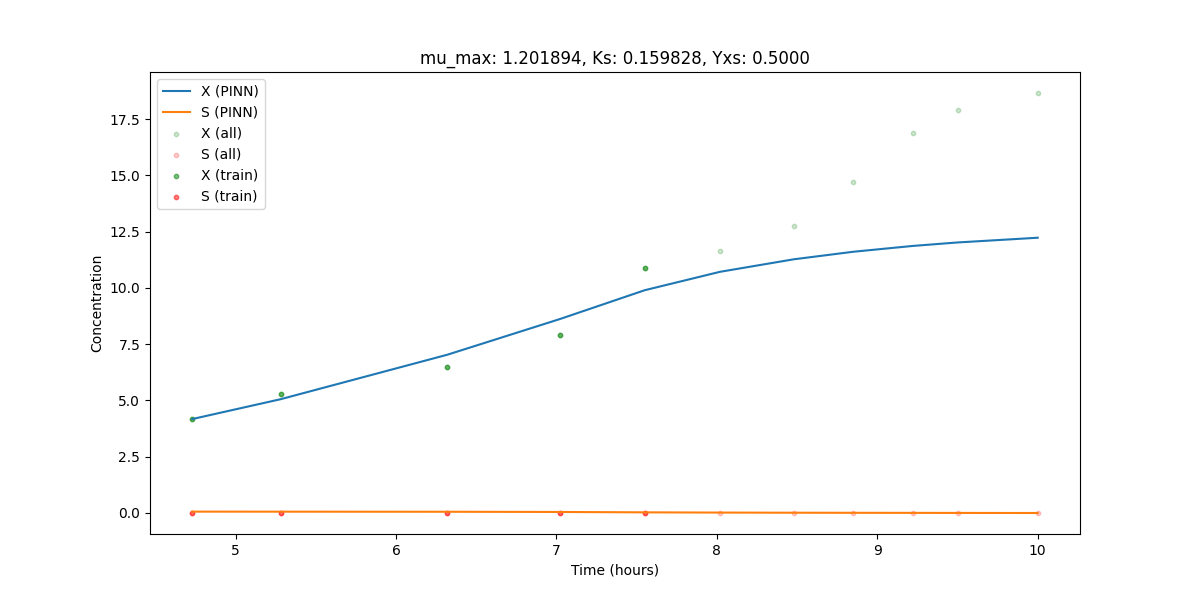 mu_max: 1.201894, Ks: 0.159828, Yxs: 0.5000
X (PINN)
S (PINN)
X (all)
S (all)
X (train)
S (train)
17.5
15.0
12.5
10.0
7.5
5.0
2.5
0.0
Concentration
5 6 7 8 9 10
Time (hours)